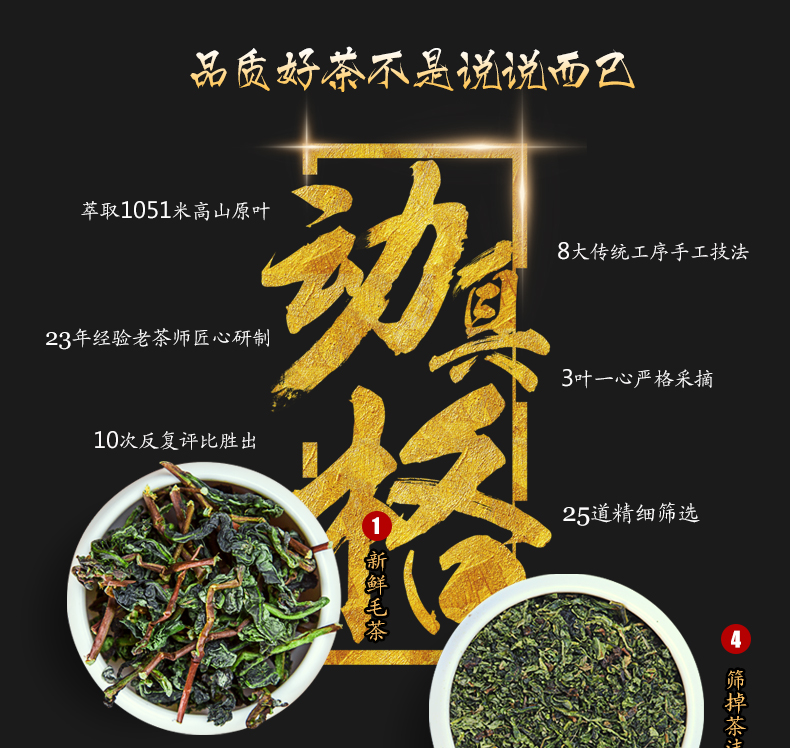 品质好茶不是说说而已
动真格
萃取1051米高山原叶
8大传统工序手工技法
23年经验老茶师匠心研制
3叶一心严格采摘
10次反复评比胜出
25道精细筛选
1
新鲜毛茶
4
筛掉茶